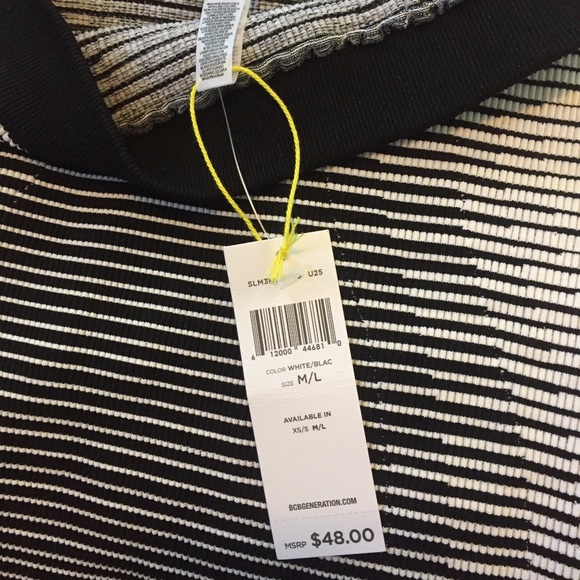 SLM3 U25
6 12000 44681 0
COLOR WHITE/BLAC
SIZE M/L
AVAILABLE IN
XS/S M/L
BCBGENERATION.COM
MSRP $48.00